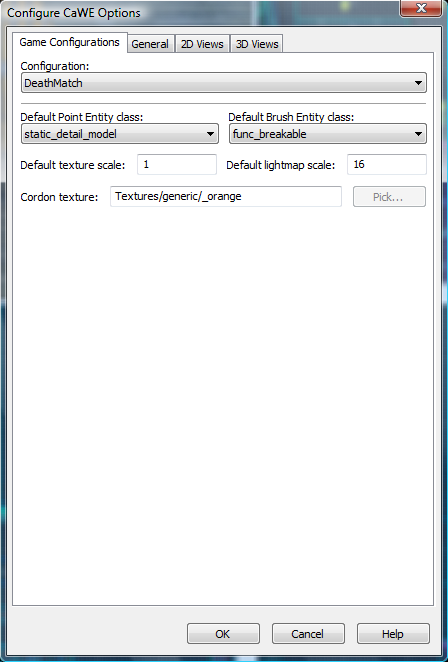 Configure CaWE Options
Game Configurations General 2D Views 3D Views
Configuration:
DeathMatch
Default Point Entity class: Default Brush Entity class:
static_detail_model func_breakable
Default texture scale: 1 Default lightmap scale: 16
Cordon texture: Textures/generic/_orange Pick...
OK Cancel Help